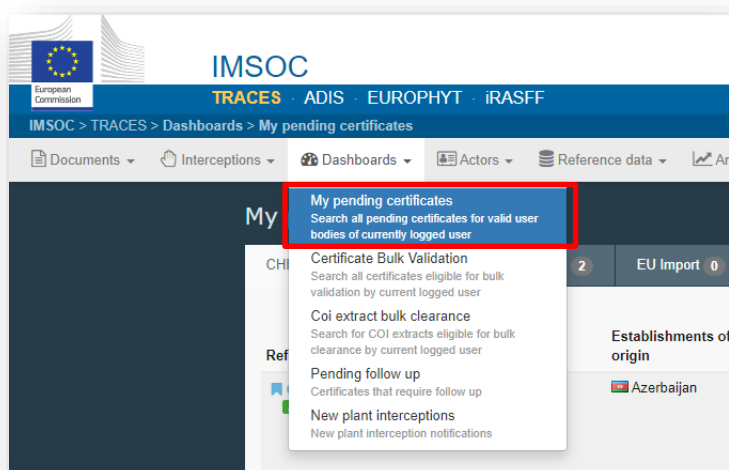 European
Commission
IMSOC
TRACES · ADIS · EUROPHYT · iRASFF
IMSOC > TRACES > Dashboards > My pending certificates
Documents Interceptions Dashboards Actors Reference data
My
My pending certificates
Search all pending certificates for valid user
bodies of currently logged user
Certificate Bulk Validation
Search all certificates eligible for bulk
validation by current logged user
Coi extract bulk clearance
Search for COI extracts eligible for bulk
clearance by current logged user
Pending follow up
Certificates that require follow up
New plant interceptions
New plant interception notifications
2
EU Import 0
Establishments of
origin
Azerbaijan